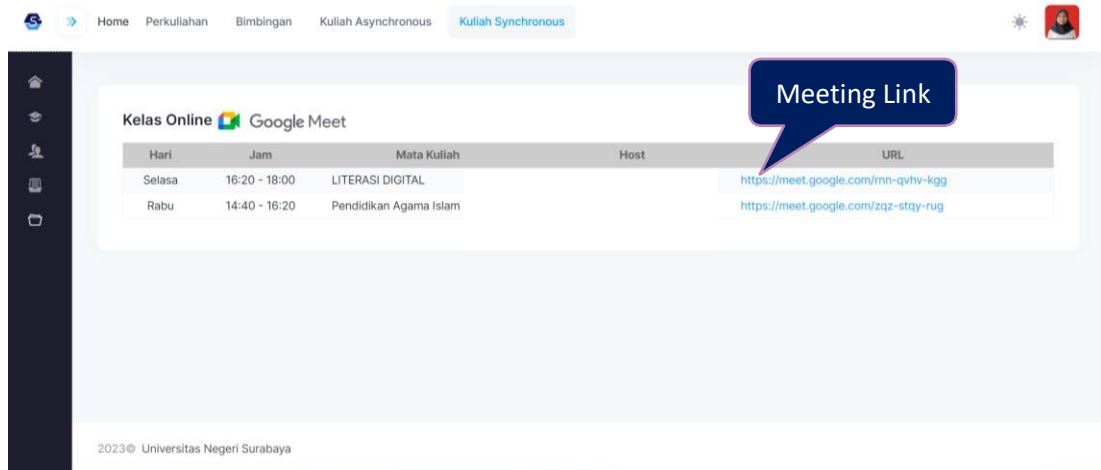 Home Perkuliahan Bimbingan Kuliah Asynchronous Kuliah Synchronous
Meeting Link
Kelas Online Google Meet
Hari Jam Mata Kuliah Host URL
Selasa 16:20 - 18:00 LITERASI DIGITAL https://meet.google.com/rnn-qvhv-kgg
Rabu 14:40 - 16:20 Pendidikan Agama Islam https://meet.google.com/zqz-stqy-rug
2023© Universitas Negeri Surabaya